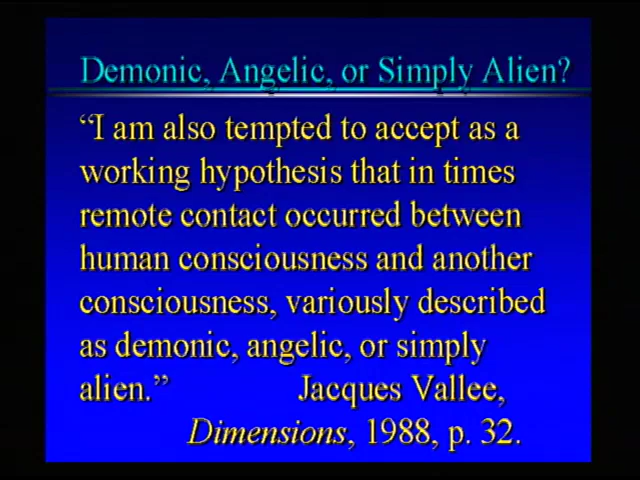 Demonic, Angelic, or Simply Alien?
“I am also tempted to accept as a
working hypothesis that in times
remote contact occurred between
human consciousness and another
consciousness, variously described
as demonic, angelic, or simply
alien.” Jacques Vallee,
Dimensions, 1988, p. 32.